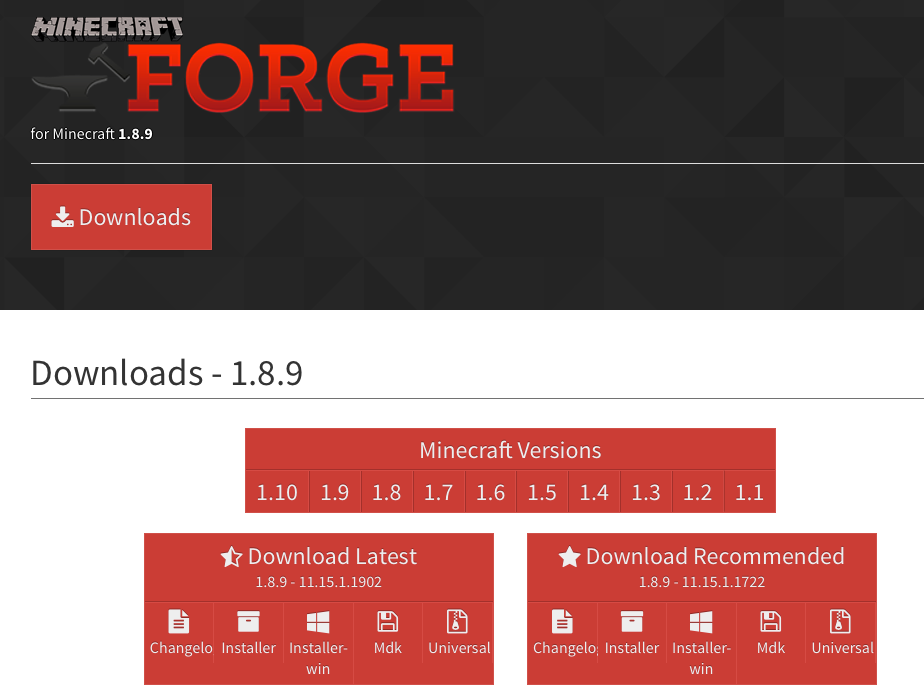 MINECRAFT
FORGE
for Minecraft 1.8.9
Downloads
Downloads - 1.8.9
Minecraft Versions
1.10 1.9 1.8 1.7 1.6 1.5 1.4 1.3 1.2 1.1
Download Latest
1.8.9 - 11.15.1.1902
Changelo Installer Installer-win Mdk Universal
Download Recommended
1.8.9 - 11.15.1.1722
Changelo Installer Installer-win Mdk Universal